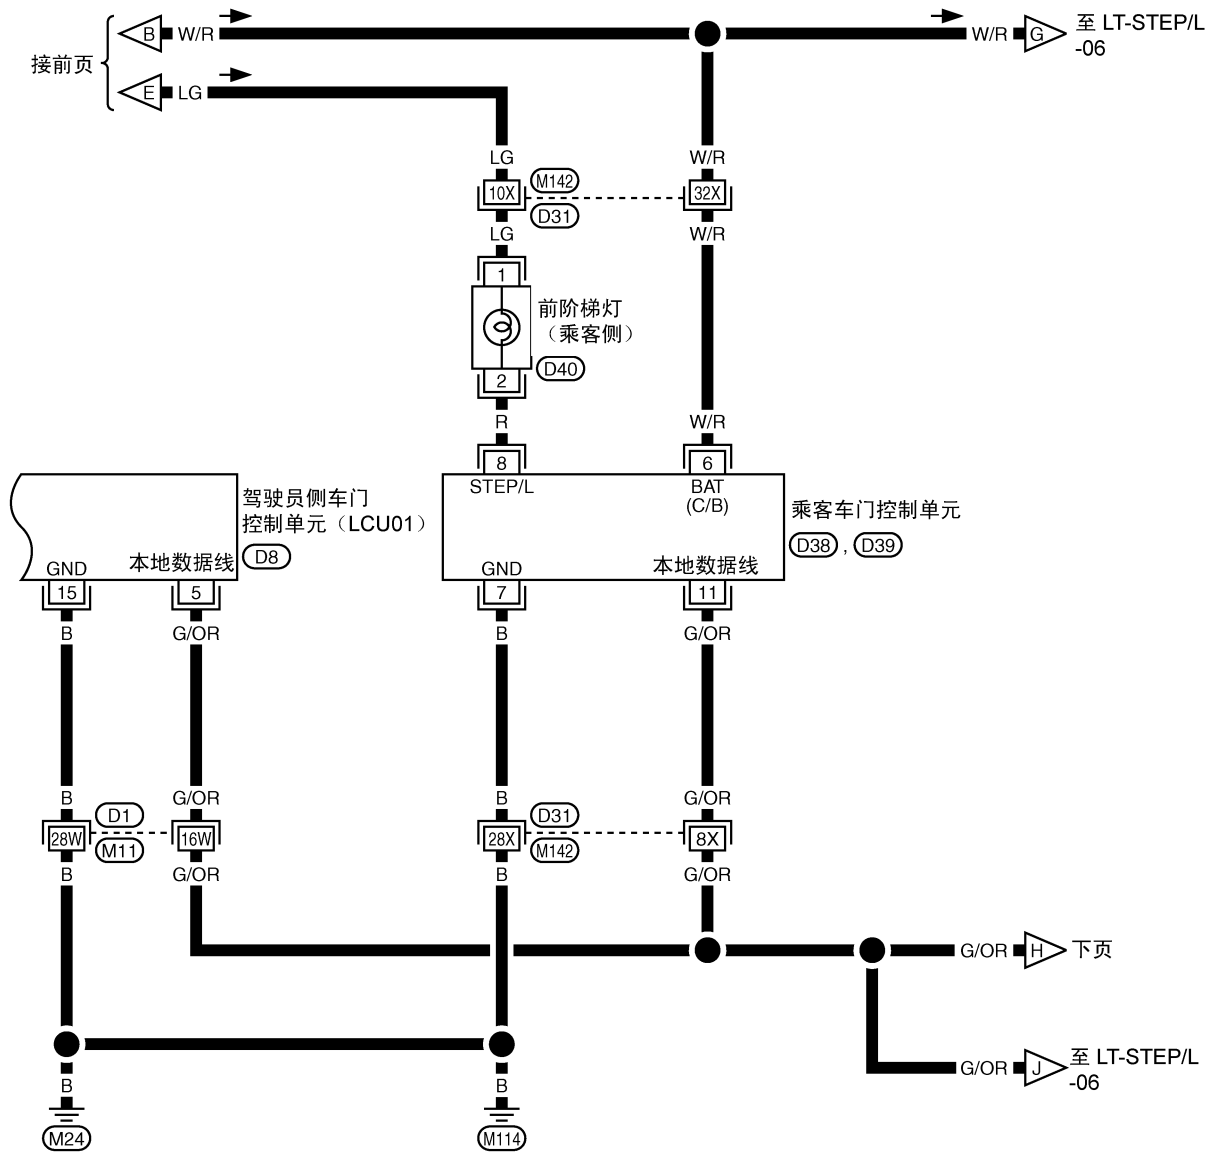 B W/R W/R G 至 LT-STEP/L
-06
接前页
E LG
LG W/R
10X M142 32X
D31
LG W/R
1
前阶梯灯
（乘客侧）
D40
2
R W/R
8 6
STEP/L BAT
(C/B)
驾驶员侧车门
控制单元（LCU01）
D8
乘客车门控制单元
D38 , D39
GND 本地数据线 GND 本地数据线
15 5 7 11
B G/OR B G/OR
B G/OR B G/OR
D1 D31
28W 16W 28X 8X
M11 M142
B G/OR B G/OR
G/OR H 下页
G/OR J 至 LT-STEP/L
-06
B B
M24 M114